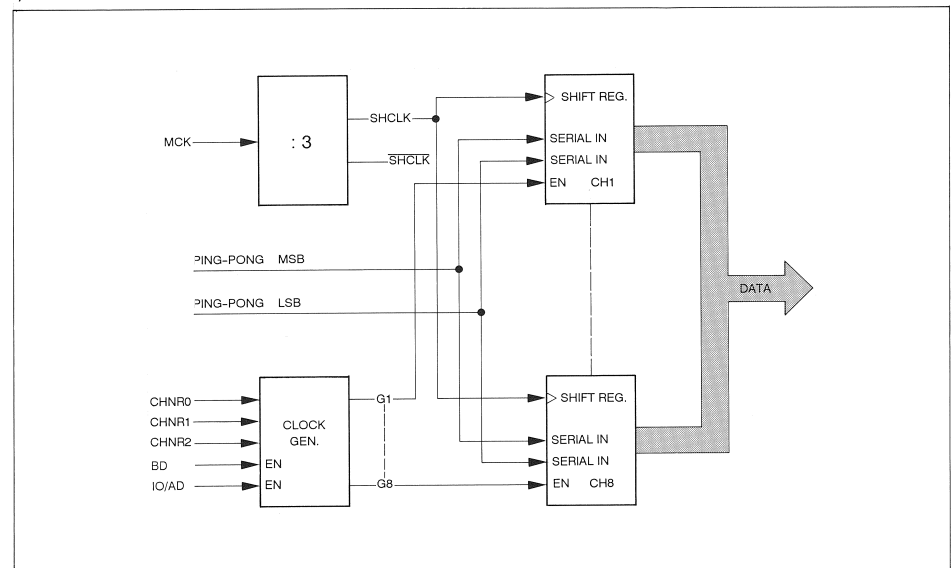 MCK
: 3
SHCLK
SHCLK
SHIFT REG.
SERIAL IN
SERIAL IN
EN CH1
PING-PONG MSB
PING-PONG LSB
DATA
CHNR0
CHNR1
CHNR2
BD
IO/AD
CLOCK
GEN.
EN
EN
G1
G8
SHIFT REG.
SERIAL IN
SERIAL IN
EN CH8